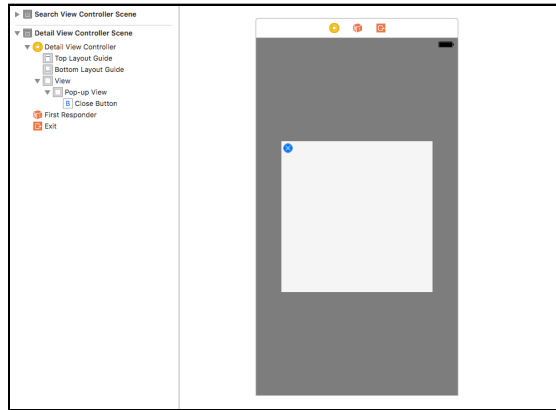 Search View Controller Scene
Detail View Controller Scene
Detail View Controller
Top Layout Guide
Bottom Layout Guide
View
Pop-up View
B Close Button
First Responder
Exit